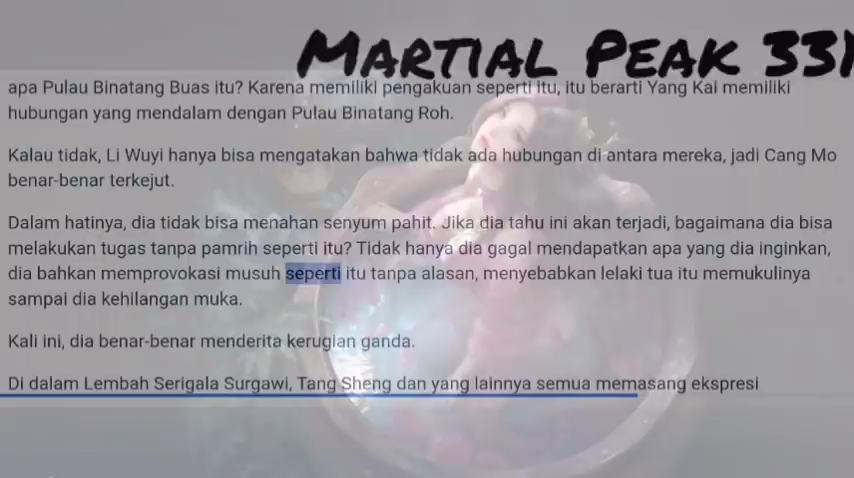 MARTIAL PEAK 331
apa Pulau Binatang Buas itu? Karena memiliki pengakuan seperti itu, itu berarti Yang Kai memiliki
hubungan yang mendalam dengan Pulau Binatang Roh.
Kalau tidak, Li Wuyi hanya bisa mengatakan bahwa tidak ada hubungan di antara mereka, jadi Cang Mo
benar-benar terkejut.
Dalam hatinya, dia tidak bisa menahan senyum pahit. Jika dia tahu ini akan terjadi, bagaimana dia bisa
melakukan tugas tanpa pamrih seperti itu? Tidak hanya dia gagal mendapatkan apa yang dia inginkan,
dia bahkan memprovokasi musuh seperti itu tanpa alasan, menyebabkan lelaki tua itu memukulinya
sampai dia kehilangan muka.
Kali ini, dia benar-benar menderita kerugian ganda.
Di dalam Lembah Serigala Surgawi, Tang Sheng dan yang lainnya semua memasang ekspresi